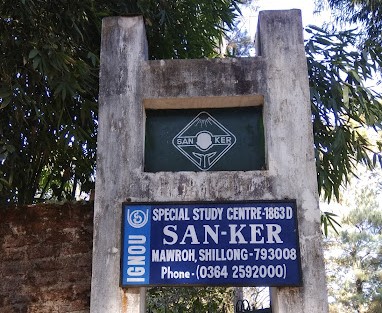 SAN KER
IGNOU
SPECIAL STUDY CENTRE-1863D
SAN-KER
MAWROH, SHILLONG-793008
Phone-(0364 2592000)